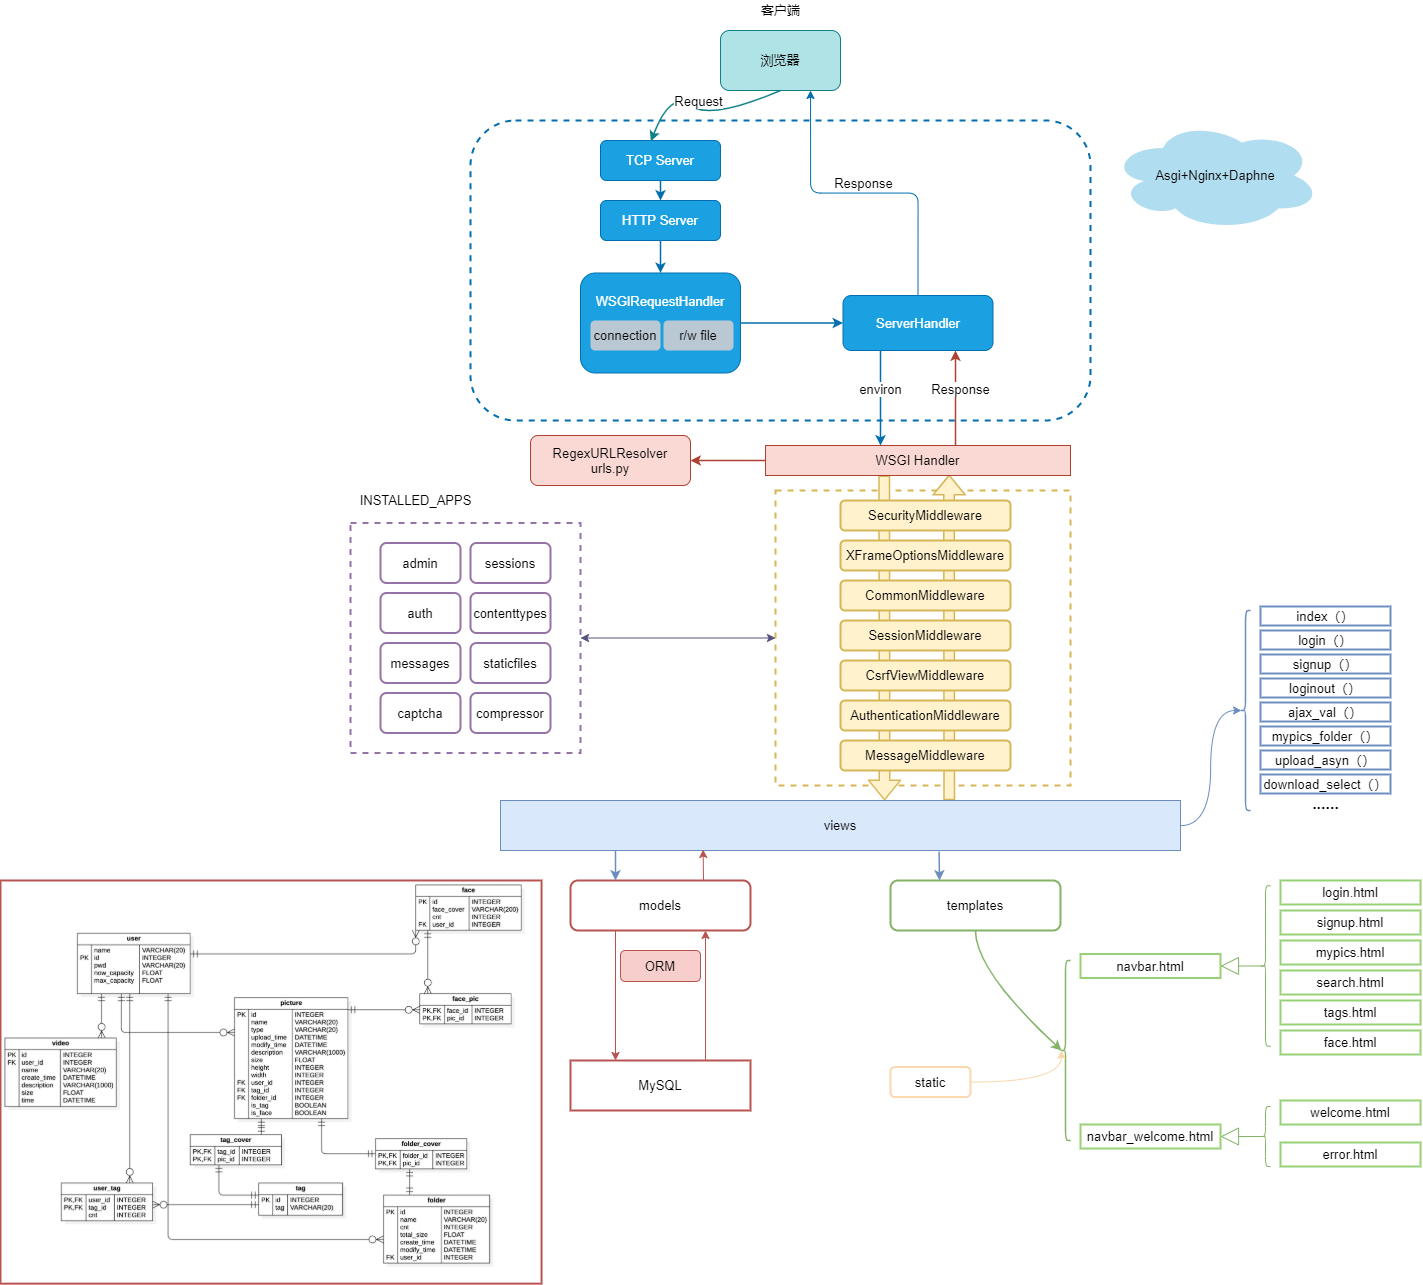 客户端
浏览器
Request
TCP Server
HTTP Server
WSGIRequestHandler
connection
r/w file
ServerHandler
Response
Asgi+Nginx+Daphne
environ
Response
RegexURLResolver
urls.py
WSGI Handler
INSTALLED_APPS
admin
sessions
auth
contenttypes
messages
staticfiles
captcha
compressor
SecurityMiddleware
XFrameOptionsMiddleware
CommonMiddleware
SessionMiddleware
CsrfViewMiddleware
AuthenticationMiddleware
MessageMiddleware
index（）
login（）
signup（）
loginout（）
ajax_val（）
mypics_folder（）
upload_asyn（）
download_select（）
······
views
models
ORM
MySQL
templates
static
navbar.html
navbar_welcome.html
login.html
signup.html
mypics.html
search.html
tags.html
face.html
welcome.html
error.html
face
PK id INTEGER
face_cover VARCHAR(200)
cnt INTEGER
FK user_id INTEGER
user
name VARCHAR(20)
PK id INTEGER
pwd VARCHAR(20)
now_capacity FLOAT
max_capacity FLOAT
face_pic
PK,FK face_id INTEGER
PK,FK pic_id INTEGER
picture
PK id INTEGER
name VARCHAR(20)
type VARCHAR(20)
upload_time DATETIME
modify_time DATETIME
description VARCHAR(1000)
size FLOAT
height INTEGER
width INTEGER
FK user_id INTEGER
FK tag_id INTEGER
FK folder_id INTEGER
is_tag BOOLEAN
is_face BOOLEAN
video
PK id INTEGER
FK user_id INTEGER
name VARCHAR(20)
create_time DATETIME
description VARCHAR(1000)
size FLOAT
time DATETIME
tag_cover
PK,FK tag_id INTEGER
PK,FK pic_id INTEGER
folder_cover
PK,FK folder_id INTEGER
PK,FK pic_id INTEGER
user_tag
PK,FK user_id INTEGER
PK,FK tag_id INTEGER
cnt INTEGER
tag
PK id INTEGER
tag VARCHAR(20)
folder
PK id INTEGER
name VARCHAR(20)
cnt INTEGER
total_size FLOAT
create_time DATETIME
modify_time DATETIME
FK user_id INTEGER